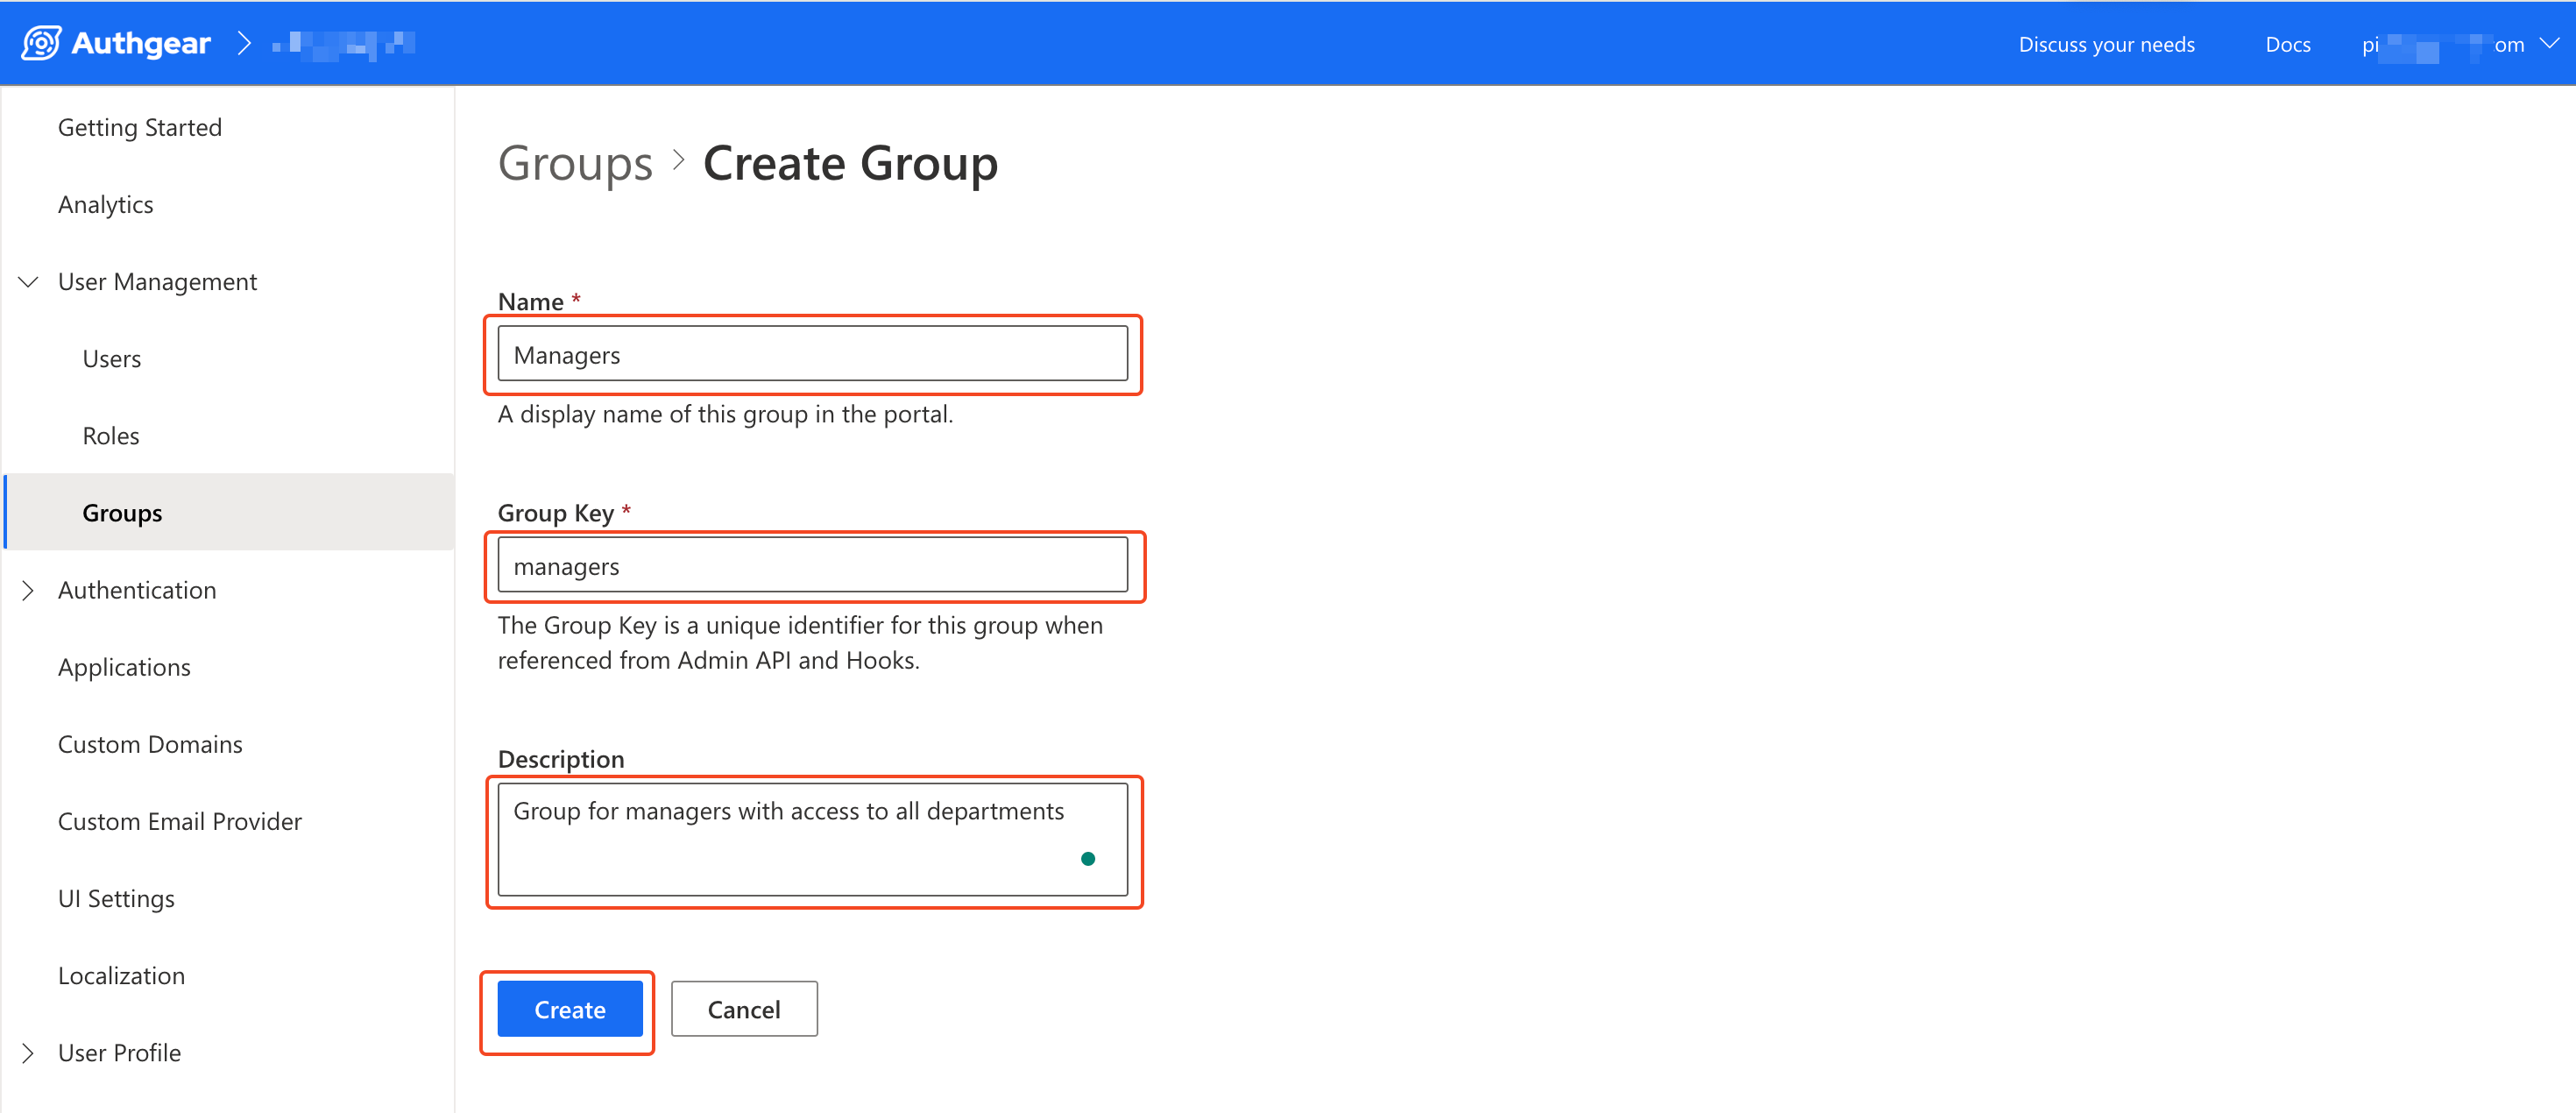 Authgear
Discuss your needs
Docs
pi
om
Getting Started
Analytics
User Management
Users
Roles
Groups
Authentication
Applications
Custom Domains
Custom Email Provider
UI Settings
Localization
User Profile
Groups > Create Group
Name *
Managers
A display name of this group in the portal.
Group Key *
managers
The Group Key is a unique identifier for this group when
referenced from Admin API and Hooks.
Description
Group for managers with access to all departments
Create
Cancel